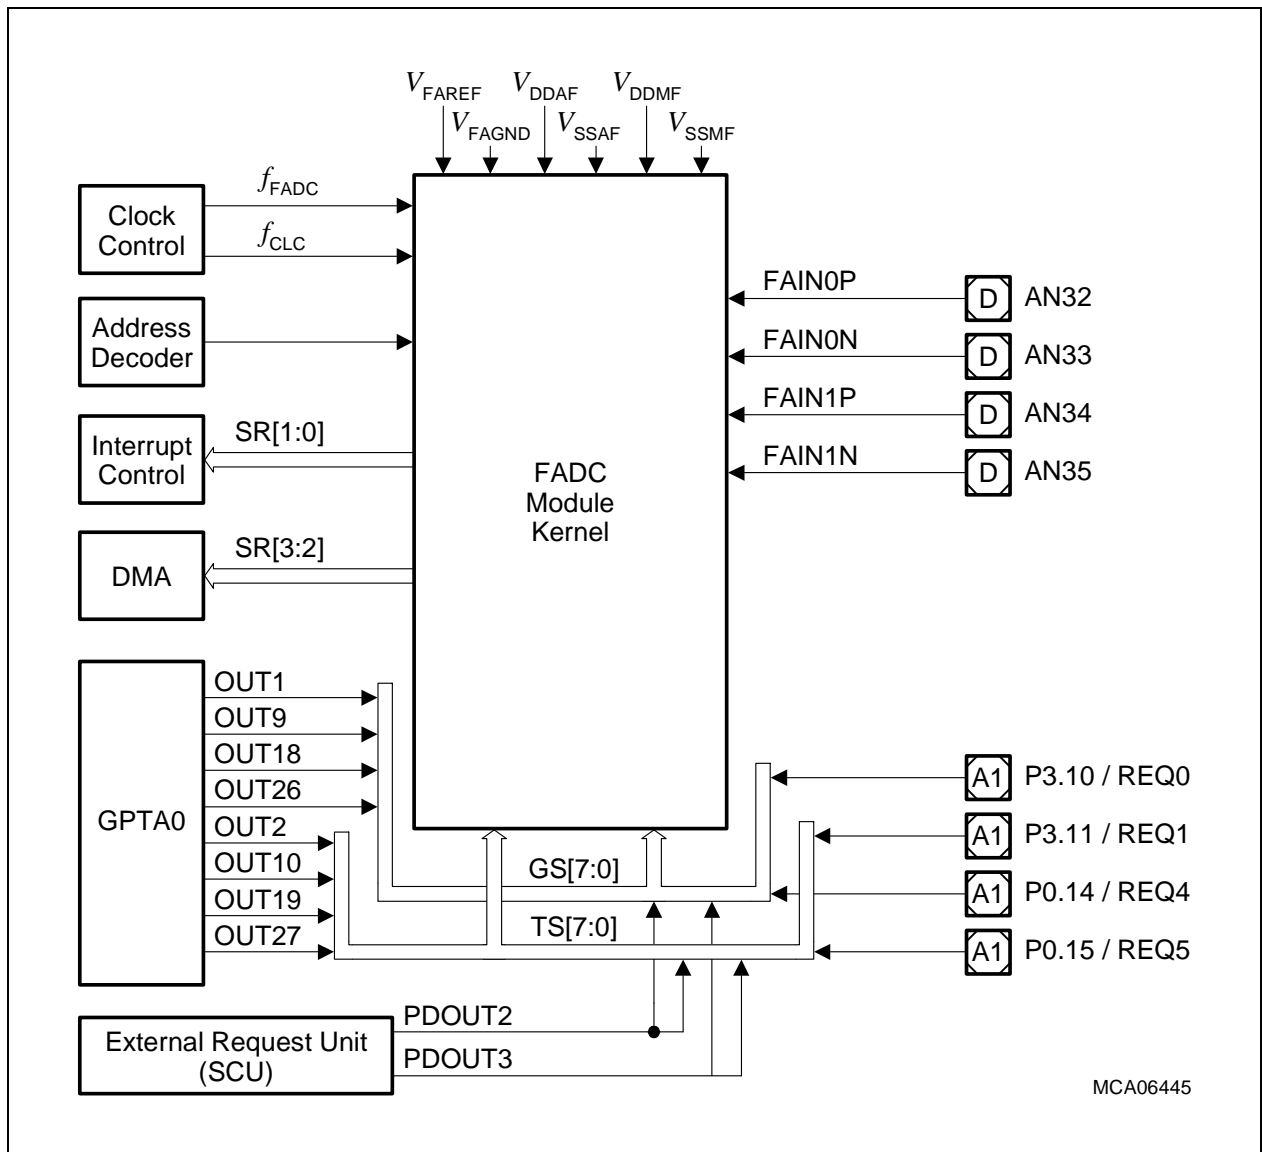 VFAREF VDDAF VDDMF
VFAGND VSSAF VSSMF
Clock
Control
fFADC
fCLC
Address
Decoder
Interrupt
Control
SR[1:0]
DMA
SR[3:2]
FADC
Module
Kernel
FAIN0P
D AN32
FAIN0N
D AN33
FAIN1P
D AN34
FAIN1N
D AN35
GPTA0
OUT1
OUT9
OUT18
OUT26
OUT2
OUT10
OUT19
OUT27
GS[7:0]
TS[7:0]
A1 P3.10 / REQ0
A1 P3.11 / REQ1
A1 P0.14 / REQ4
A1 P0.15 / REQ5
External Request Unit
(SCU)
PDOUT2
PDOUT3
MCA06445